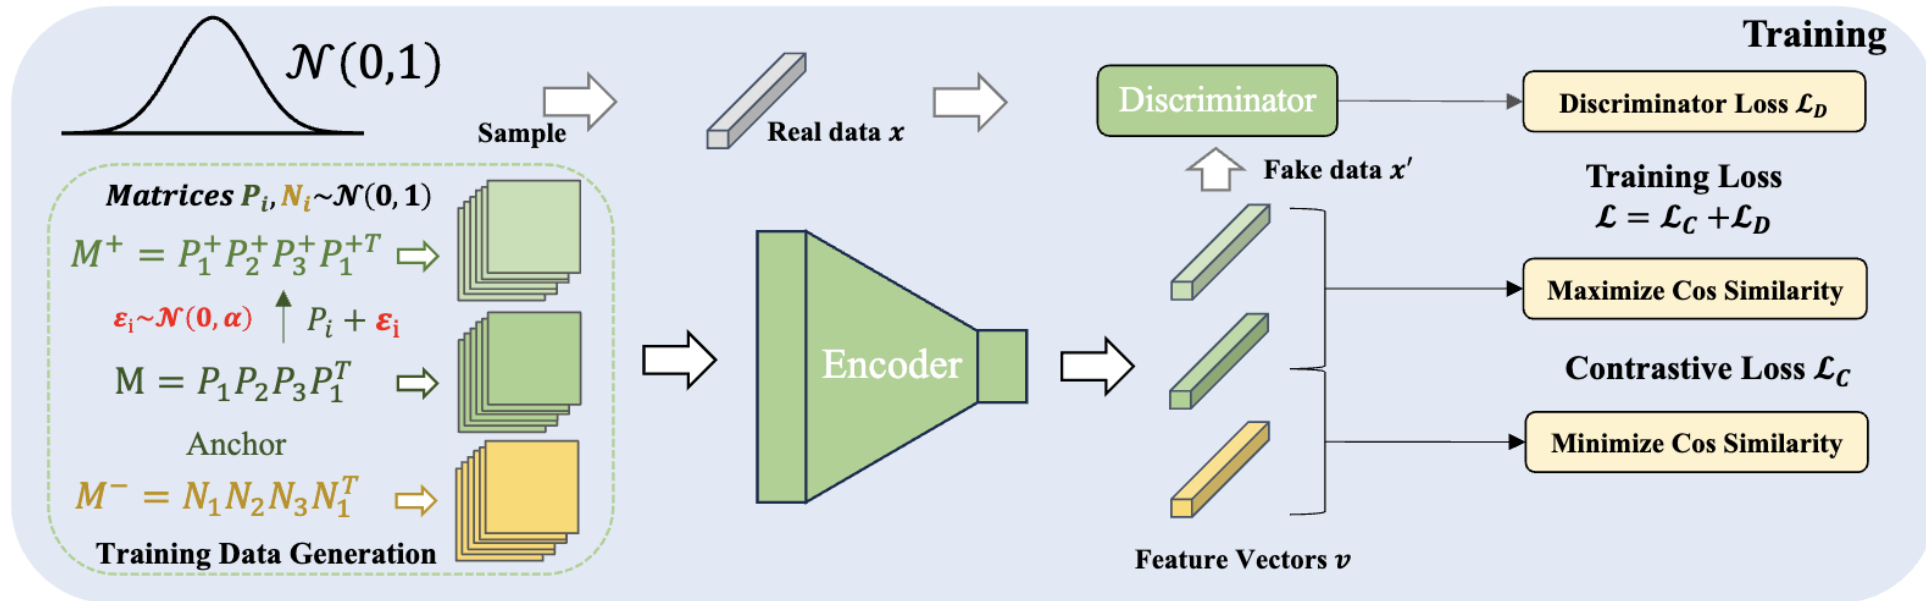 Training
𝒩(0,1)
Sample
Real data x
Discriminator
Discriminator Loss ℒ_D
Fake data x′
Training Loss
ℒ = ℒ_C +ℒ_D
Matrices P_i, N_i~𝒩(0, 1)
M⁺ = P₁⁺P₂⁺P₃⁺P₁⁺ᵀ
ε_i~𝒩(0, α)
P_i + ε_i
M = P₁P₂P₃P₁ᵀ
Anchor
M⁻ = N₁N₂N₃N₁ᵀ
Training Data Generation
Encoder
Feature Vectors v
Maximize Cos Similarity
Contrastive Loss ℒ_C
Minimize Cos Similarity